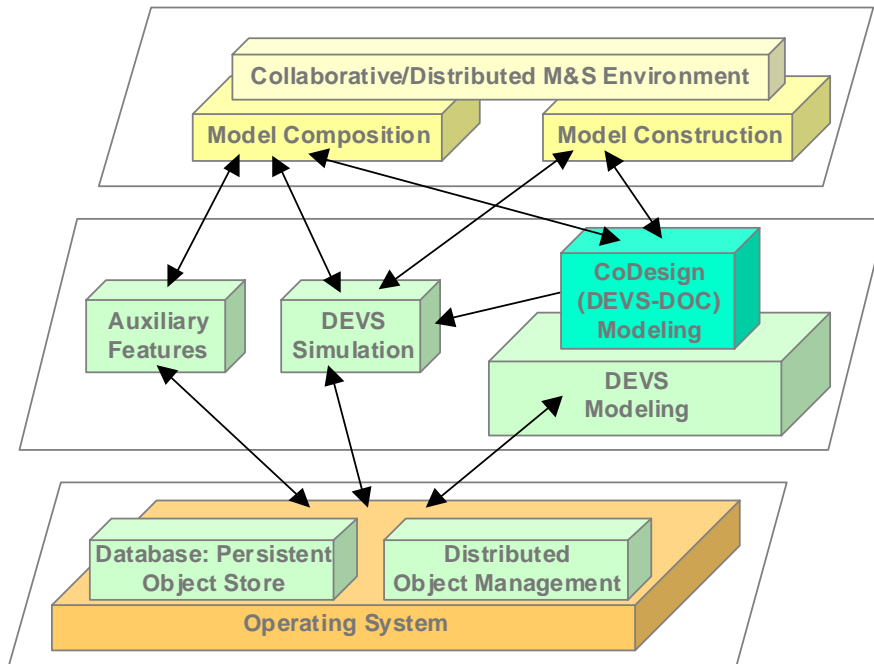 Collaborative/Distributed M&S Environment
Model Composition
Model Construction
CoDesign
(DEVS-DOC)
Modeling
Auxiliary
Features
DEVS
Simulation
DEVS
Modeling
Database: Persistent
Object Store
Distributed
Object Management
Operating System